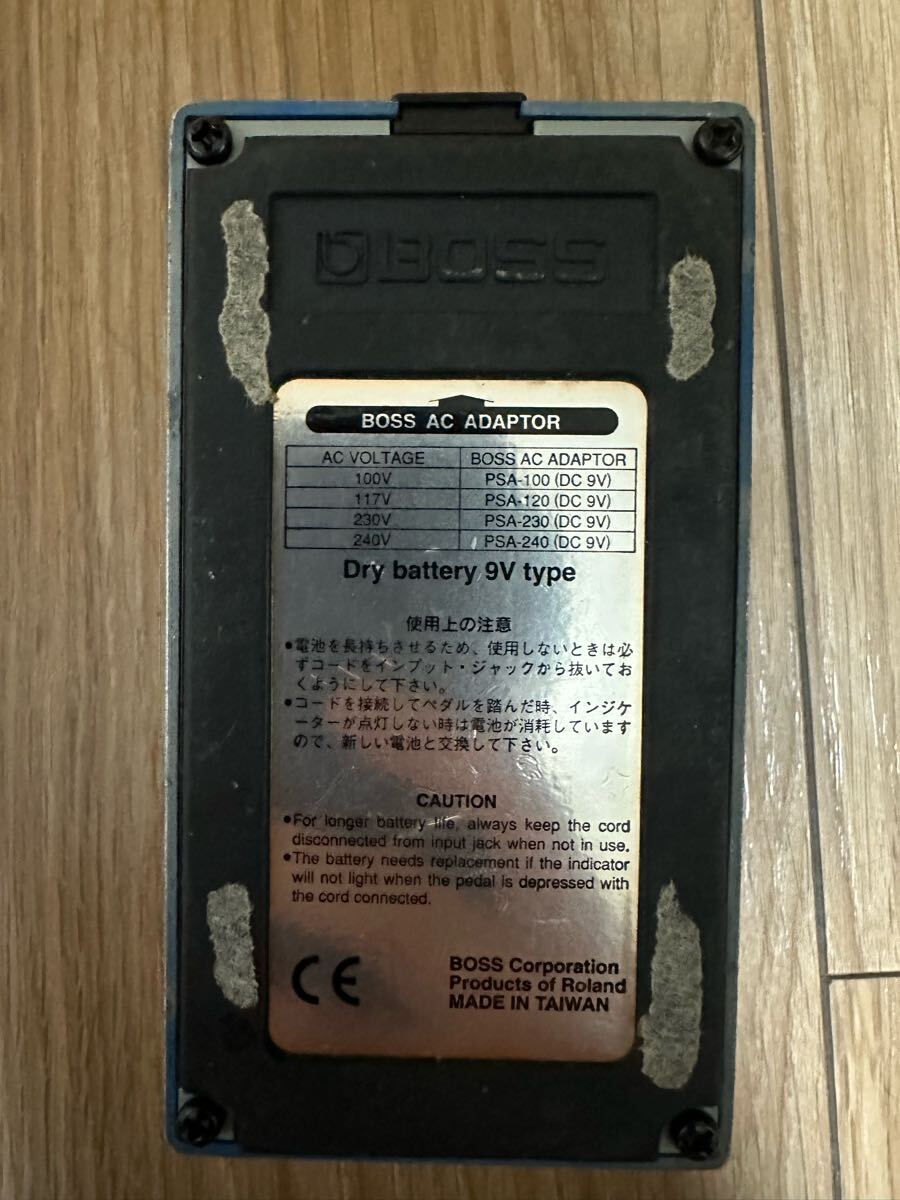 BOSS
BOSS AC ADAPTOR
AC VOLTAGE BOSS AC ADAPTOR
100V PSA-100 (DC 9V)
117V PSA-120 (DC 9V)
230V PSA-230 (DC 9V)
240V PSA-240 (DC 9V)
Dry battery 9V type
使用上の注意
●電池を長持ちさせるため、使用しないときは必
ずコードをインプット・ジャックから抜いてお
くようにして下さい。
●コードを接続してペダルを踏んだ時、インジケ
ーターが点灯しない時は電池が消耗しています
ので、新しい電池と交換して下さい。
CAUTION
●For longer battery life, always keep the cord
disconnected from input jack when not in use.
●The battery needs replacement if the indicator
will not light when the pedal is depressed with
the cord connected.
CE
BOSS Corporation
Products of Roland
MADE IN TAIWAN